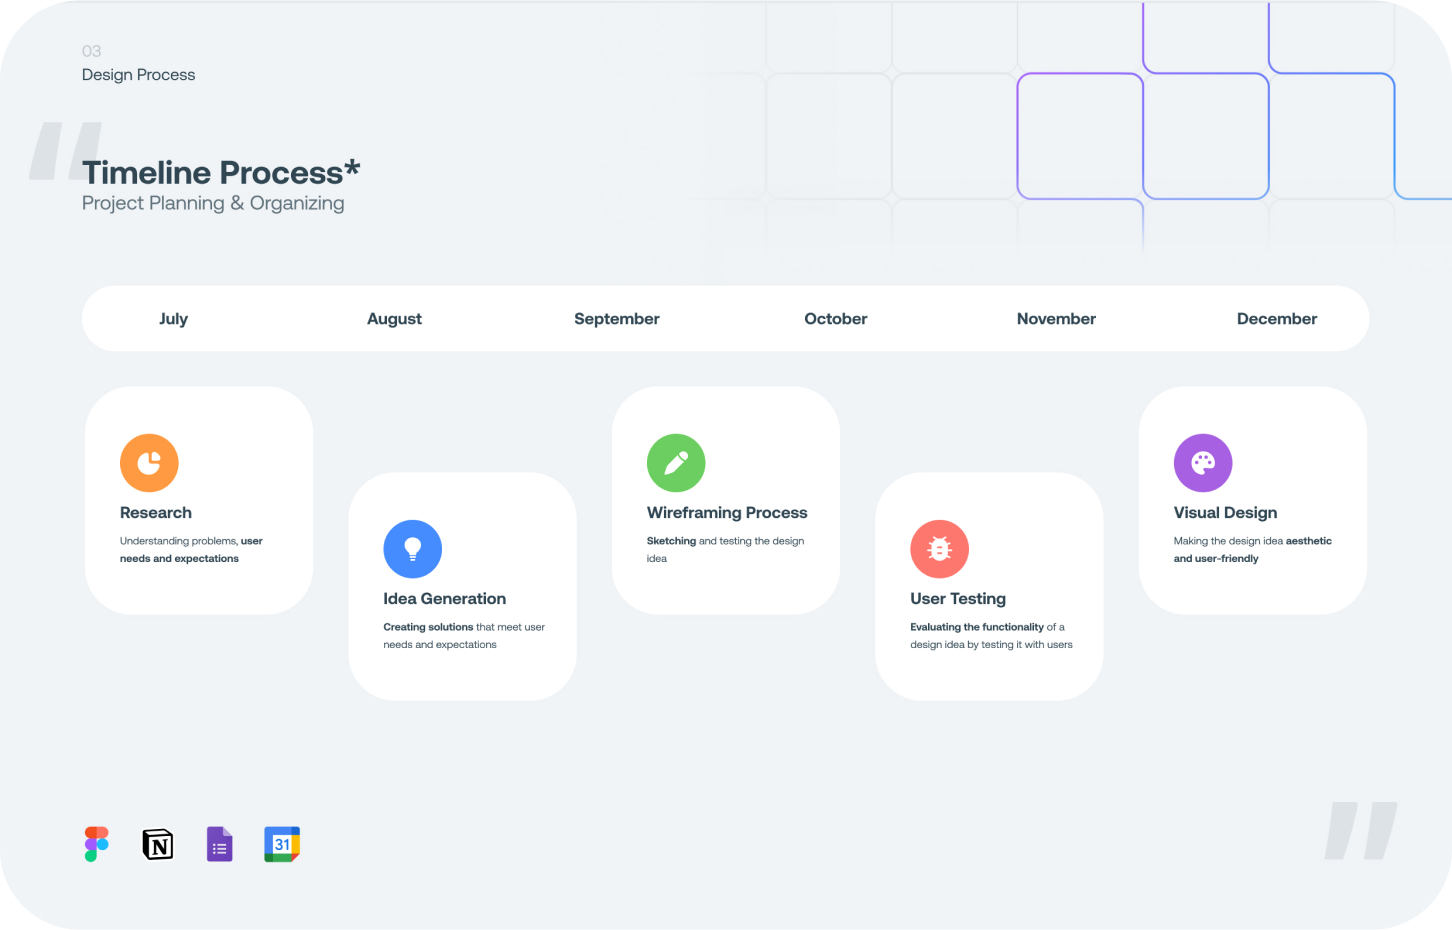 03
Design Process
Timeline Process*
Project Planning & Organizing
July
August
September
October
November
December
Research
Understanding problems, user
needs and expectations
Idea Generation
Creating solutions that meet user
needs and expectations
Wireframing Process
Sketching and testing the design
idea
User Testing
Evaluating the functionality of a
design idea by testing it with users
Visual Design
Making the design idea aesthetic
and user-friendly
N
31